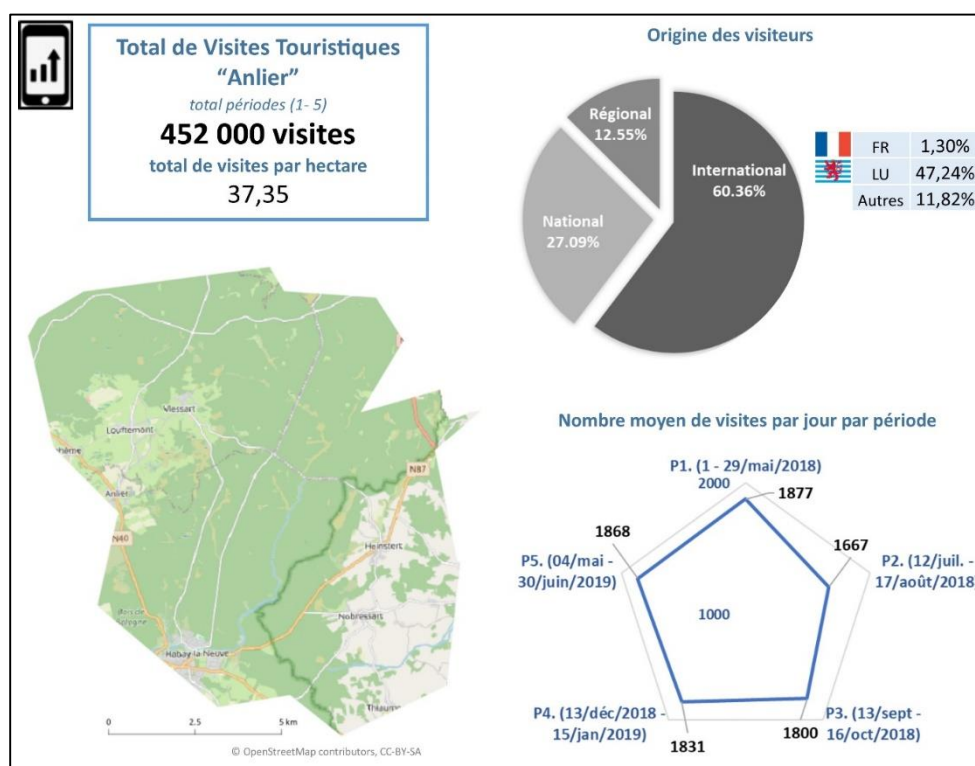 Total de Visites Touristiques
“Anlier”
total périodes (1- 5)
452 000 visites
total de visites par hectare
37,35
Origine des visiteurs
Régional
12.55%
International
60.36%
National
27.09%
FR 1,30%
LU 47,24%
Autres 11,82%
Vlessart
Louftémont
Anlier
N40
N87
Heinstert
Nobressart
Habay-la-Neuve
0 2.5 5 km
© OpenStreetMap contributors, CC-BY-SA
Nombre moyen de visites par jour par période
P1. (1 - 29/mai/2018)
2000
1877
1868
1667
P5. (04/mai -
30/juin/2019)
P2. (12/juil. -
17/août/2018
1000
P4. (13/déc/2018 -
15/jan/2019)
1831
1800
P3. (13/sept -
16/oct/2018)